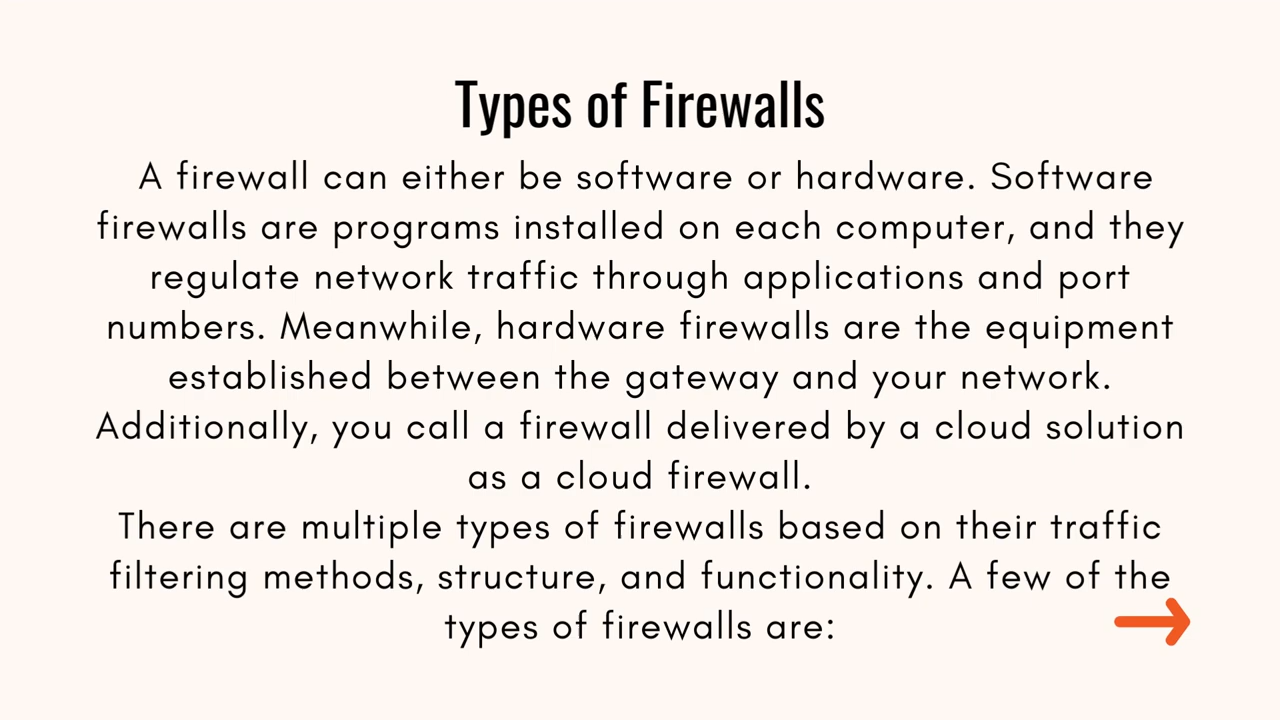 Types of Firewalls
A firewall can either be software or hardware. Software
firewalls are programs installed on each computer, and they
regulate network traffic through applications and port
numbers. Meanwhile, hardware firewalls are the equipment
established between the gateway and your network.
Additionally, you call a firewall delivered by a cloud solution
as a cloud firewall.
There are multiple types of firewalls based on their traffic
filtering methods, structure, and functionality. A few of the
types of firewalls are: